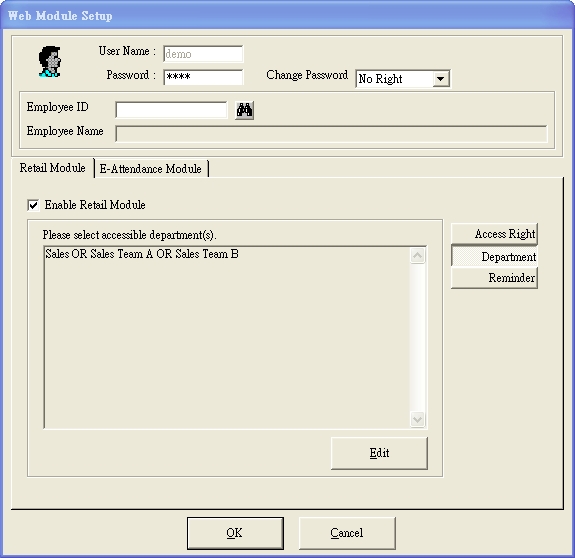 Web Module Setup
User Name : demo
Password : **** Change Password No Right
Employee ID
Employee Name
Retail Module E-Attendance Module
Enable Retail Module
Please select accessible department(s).
Sales OR Sales Team A OR Sales Team B
Access Right
Department
Reminder
Edit
OK Cancel